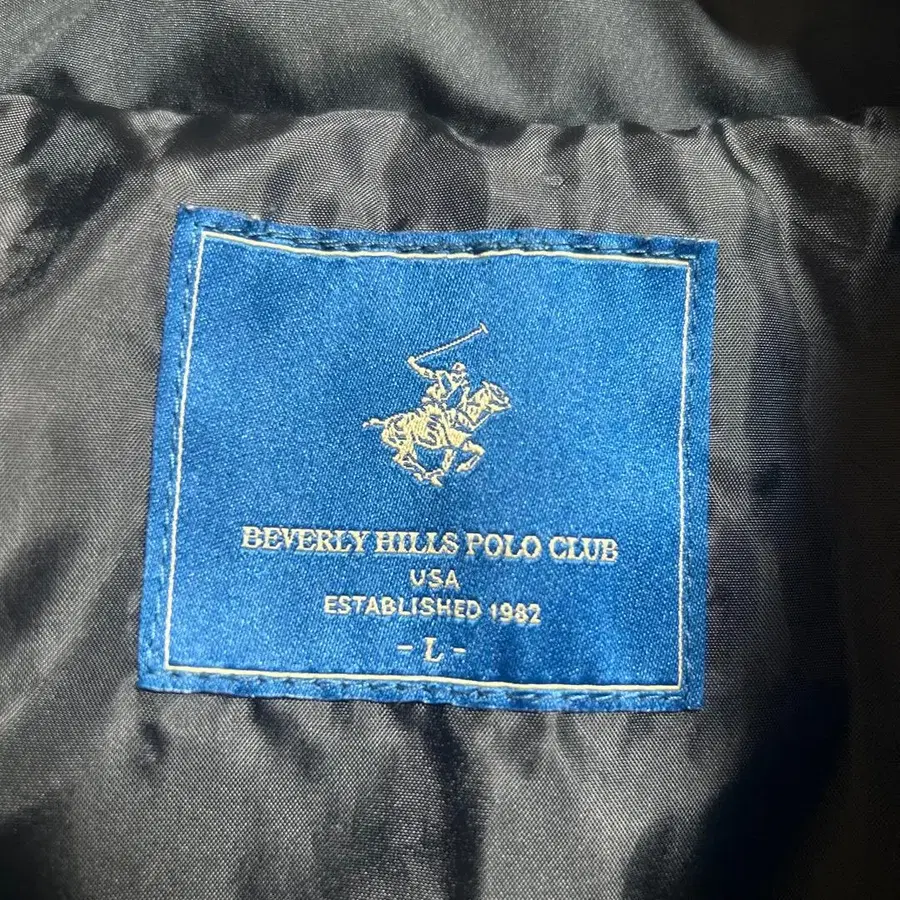 BEVERLY HILLS POLO CLUB
USA
ESTABLISHED 1982
- L -